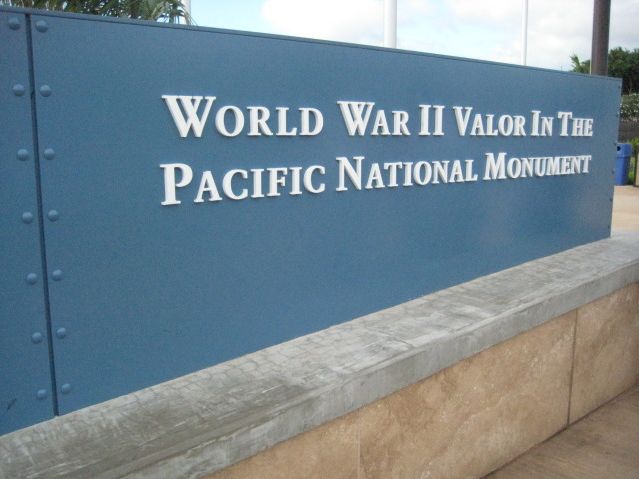 World War II Valor In The
Pacific National Monument